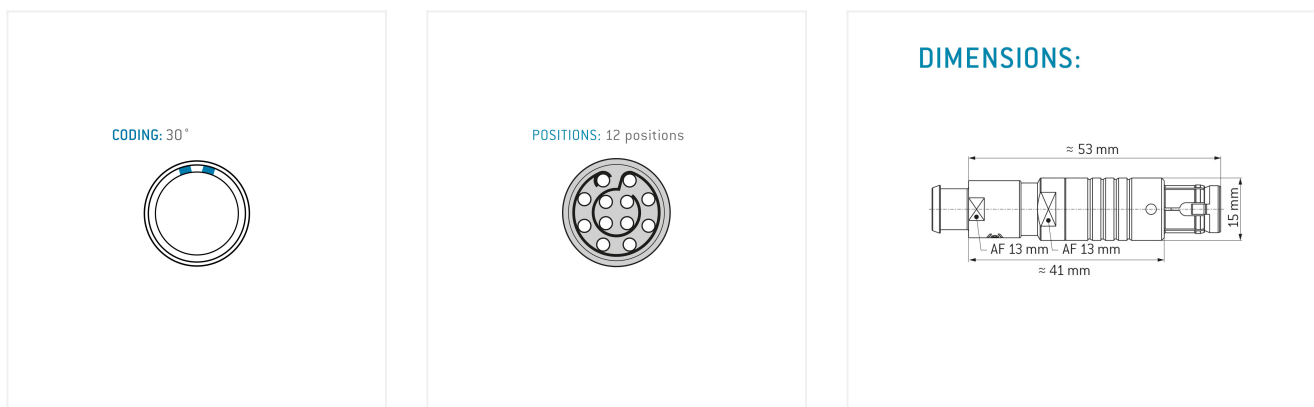 CODING: 30°
POSITIONS: 12 positions
DIMENSIONS:
≈ 53 mm
15 mm
AF 13 mm
AF 13 mm
≈ 41 mm